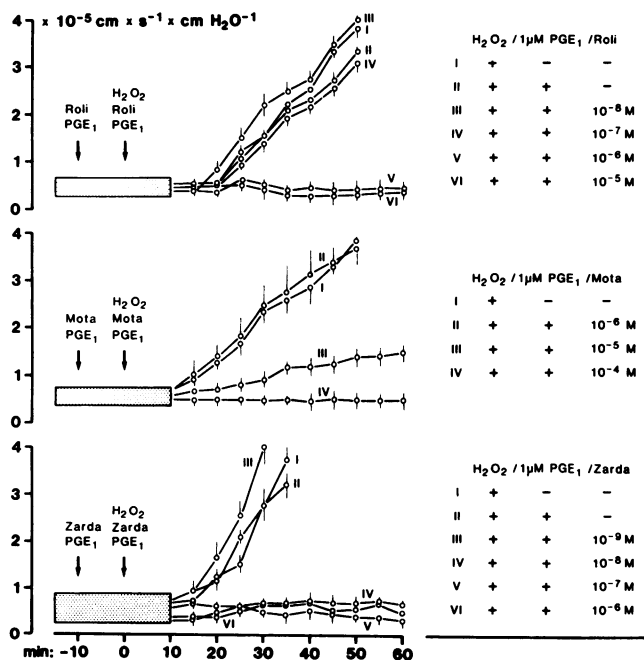 x 10⁻⁵ cm x s⁻¹ x cm H₂O⁻¹
4
3
2
1
0
Roli
PGE₁
H₂O₂
Roli
PGE₁
III
I
II
IV
V
VI
H₂O₂ / 1μM PGE₁ / Roli
I + – –
II + + –
III + + 10⁻⁸ M
IV + + 10⁻⁷ M
V + + 10⁻⁶ M
VI + + 10⁻⁵ M
4
3
2
1
0
Mota
PGE₁
H₂O₂
Mota
PGE₁
II
I
III
IV
H₂O₂ / 1μM PGE₁ / Mota
I + – –
II + + 10⁻⁶ M
III + + 10⁻⁵ M
IV + + 10⁻⁴ M
4
3
2
1
0
Zarda
PGE₁
H₂O₂
Zarda
PGE₁
III
I
II
IV
VI
V
min: -10 0 10 20 30 40 50 60
H₂O₂ / 1μM PGE₁ / Zarda
I + – –
II + + –
III + + 10⁻⁹ M
IV + + 10⁻⁸ M
V + + 10⁻⁷ M
VI + + 10⁻⁶ M